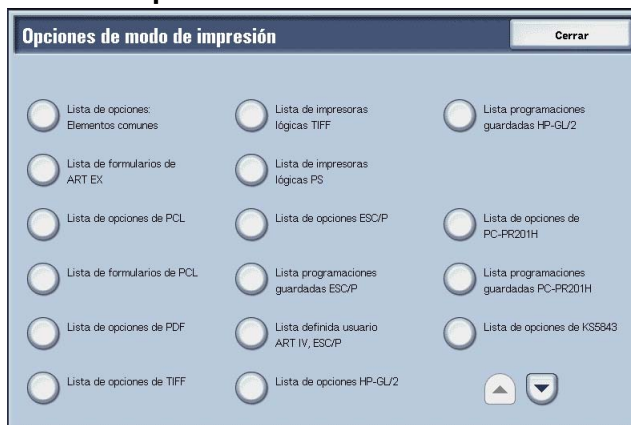 Opciones de modo de impresión
Cerrar
Lista de opciones:
Elementos comunes
Lista de formularios de
ART EX
Lista de opciones de PCL
Lista de formularios de PCL
Lista de opciones de PDF
Lista de opciones de TIFF
Lista de impresoras
lógicas TIFF
Lista de impresoras
lógicas PS
Lista de opciones ESC/P
Lista programaciones
guardadas ESC/P
Lista definida usuario
ART IV, ESC/P
Lista de opciones HP-GL/2
Lista programaciones
guardadas HP-GL/2
Lista de opciones de
PC-PR201H
Lista programaciones
guardadas PC-PR201H
Lista de opciones de KS5843